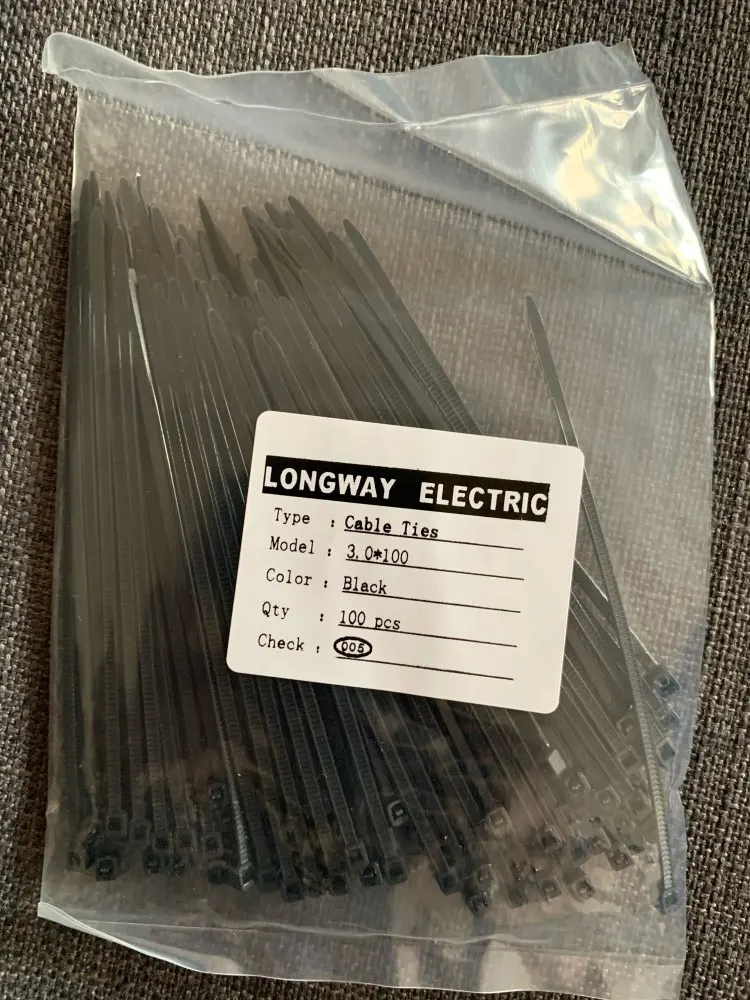 LONGWAY ELECTRIC
Type : Cable Ties
Model : 3.0*100
Color : Black
Qty : 100 pcs
Check : 005